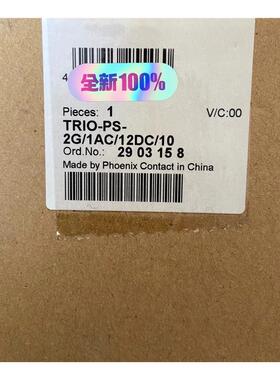 4
全新100%
Pieces: 1 V/C:00
TRIO-PS-
2G/1AC/12DC/10
Ord.No.: 29 03 15 8
Made by Phoenix Contact in China